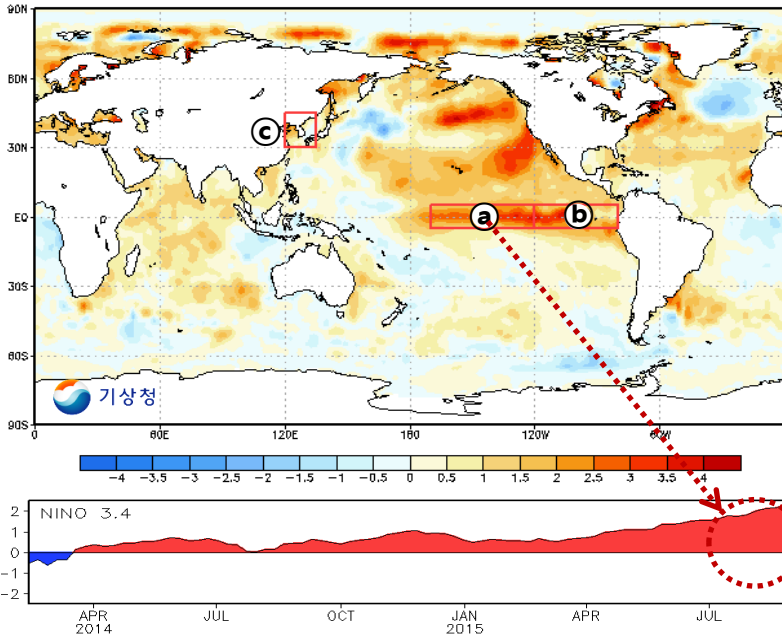 90N
60N
30N
EQ
30S
60S
90S
ⓒ
ⓐ
ⓑ
기상청
0 60E 120E 180 120W 60W 0
-4 -3.5 -3 -2.5 -2 -1.5 -1 -0.5 0 0.5 1 1.5 2 2.5 3 3.5 4
NINO 3.4
2
1
0
-1
-2
APR JUL OCT JAN APR JUL
2014 2015